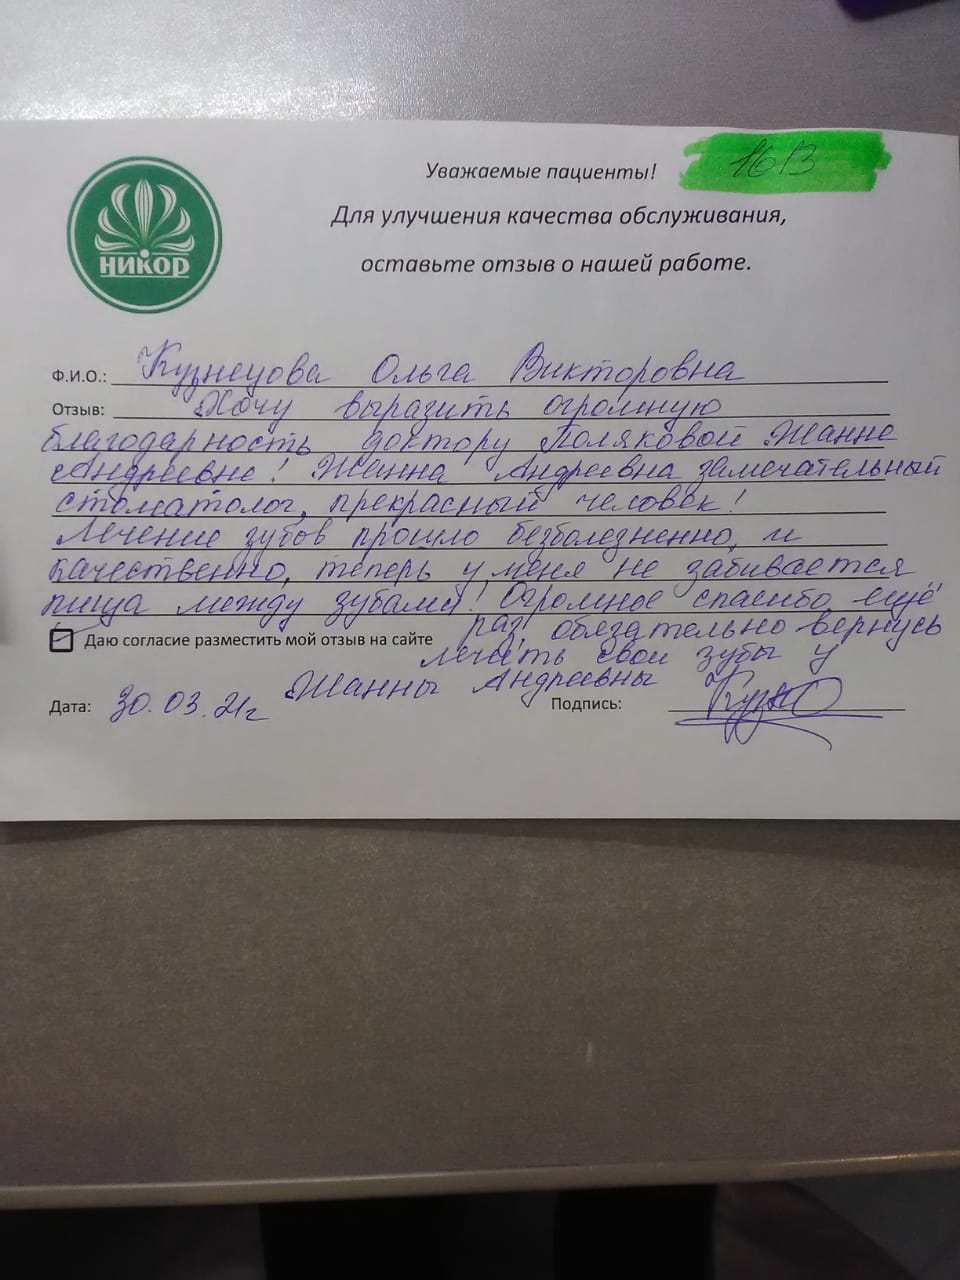 Уважаемые пациенты!
1613
Для улучшения качества обслуживания,
оставьте отзыв о нашей работе.
НИКОР
Ф.И.О.: Кузнецова Ольга Викторовна
Отзыв: Хочу выразить огромную
благодарность доктору Поляковой Жанне
Андреевне! Жанна Андреевна замечательный
стоматолог, прекрасный человек!
Лечение зубов прошло безболезненно, и
качественно, теперь у меня не забивается
пища между зубами! Огромное спасибо ещё
раз, обязательно вернусь
Даю согласие разместить мой отзыв на сайте
лечить свои зубы у
Жанны Андреевны
Дата: 30.03.21г
Подпись: